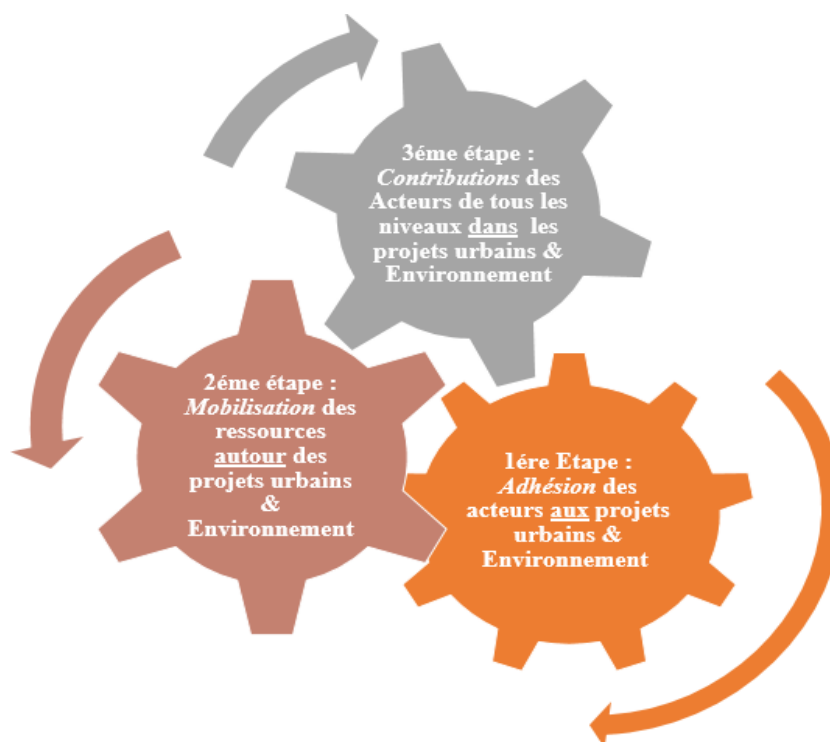 3éme étape :
Contributions des
Acteurs de tous les
niveaux dans les
projets urbains &
Environnement
2éme étape :
Mobilisation des
ressources
autour des
projets urbains
&
Environnement
1ére Etape :
Adhésion des
acteurs aux projets
urbains &
Environnement